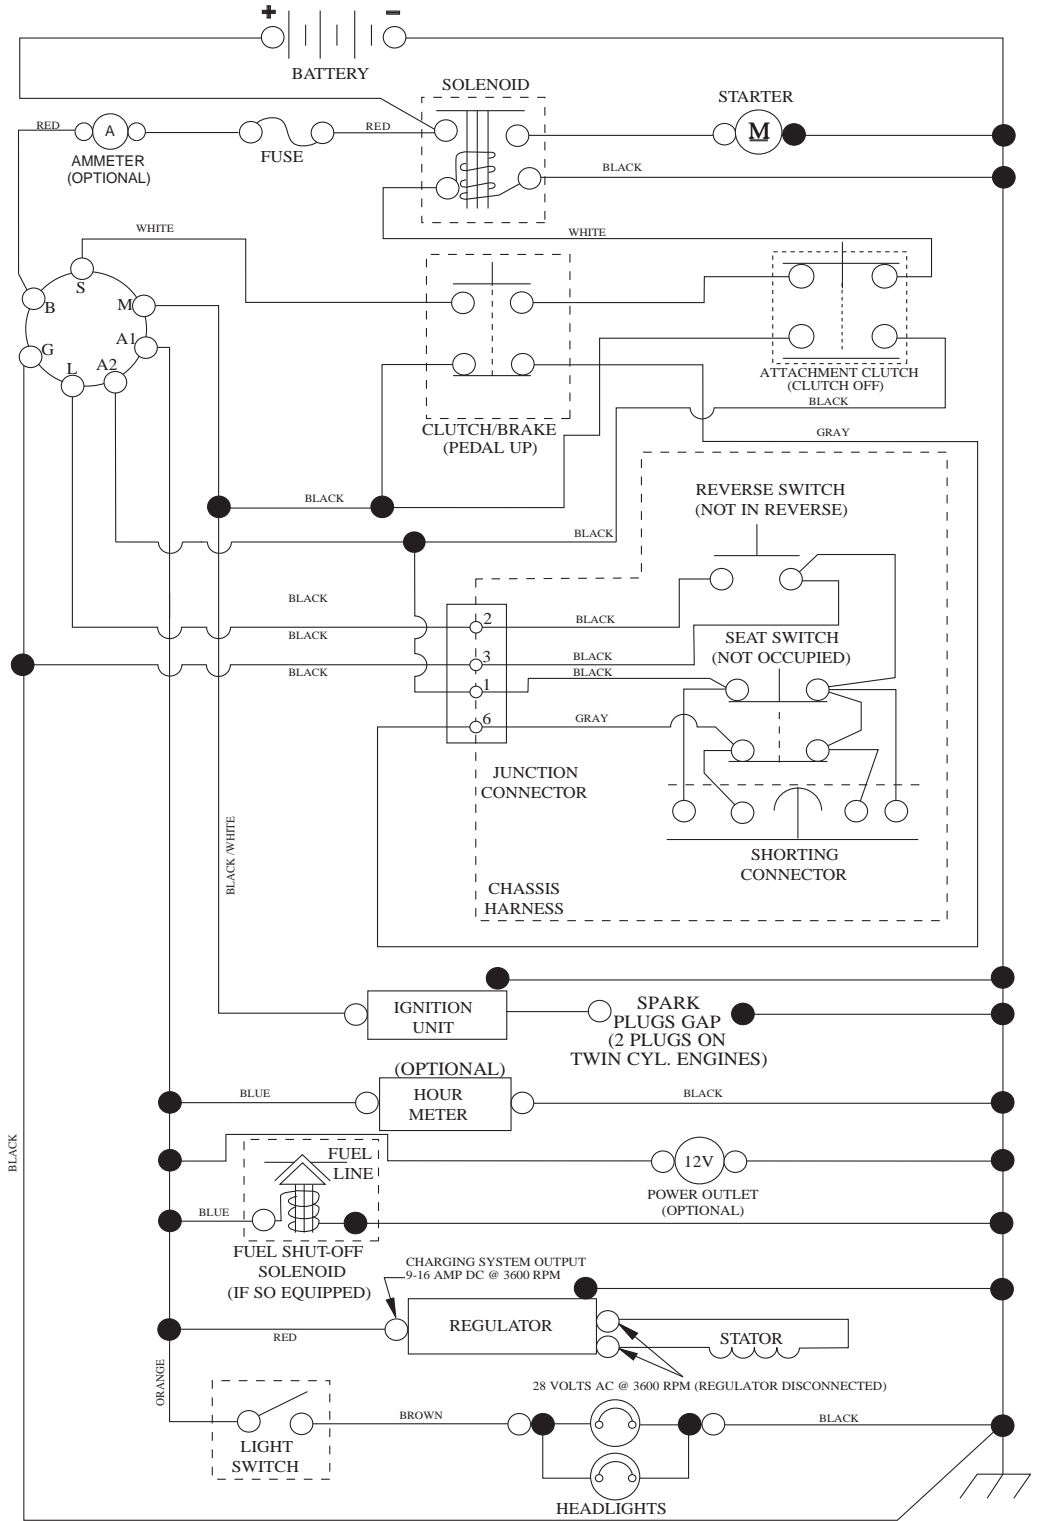 + −
BATTERY
SOLENOID
STARTER
RED
A
RED
M
FUSE
AMMETER
(OPTIONAL)
BLACK
WHITE
WHITE
S
B
M
A1
G
L
A2
ATTACHMENT CLUTCH
(CLUTCH OFF)
BLACK
CLUTCH/BRAKE
(PEDAL UP)
GRAY
REVERSE SWITCH
(NOT IN REVERSE)
BLACK
BLACK
BLACK
2
BLACK
BLACK
SEAT SWITCH
(NOT OCCUPIED)
3
BLACK
BLACK
BLACK
1
6
GRAY
JUNCTION
CONNECTOR
SHORTING
CONNECTOR
BLACK /WHITE
CHASSIS
HARNESS
IGNITION
UNIT
SPARK
PLUGS GAP
(2 PLUGS ON
TWIN CYL. ENGINES)
(OPTIONAL)
HOUR
METER
BLUE
BLACK
BLACK
FUEL
LINE
12V
POWER OUTLET
(OPTIONAL)
BLUE
FUEL SHUT-OFF
SOLENOID
(IF SO EQUIPPED)
CHARGING SYSTEM OUTPUT
9-16 AMP DC @ 3600 RPM
REGULATOR
STATOR
RED
28 VOLTS AC @ 3600 RPM (REGULATOR DISCONNECTED)
ORANGE
BROWN
BLACK
LIGHT
SWITCH
HEADLIGHTS